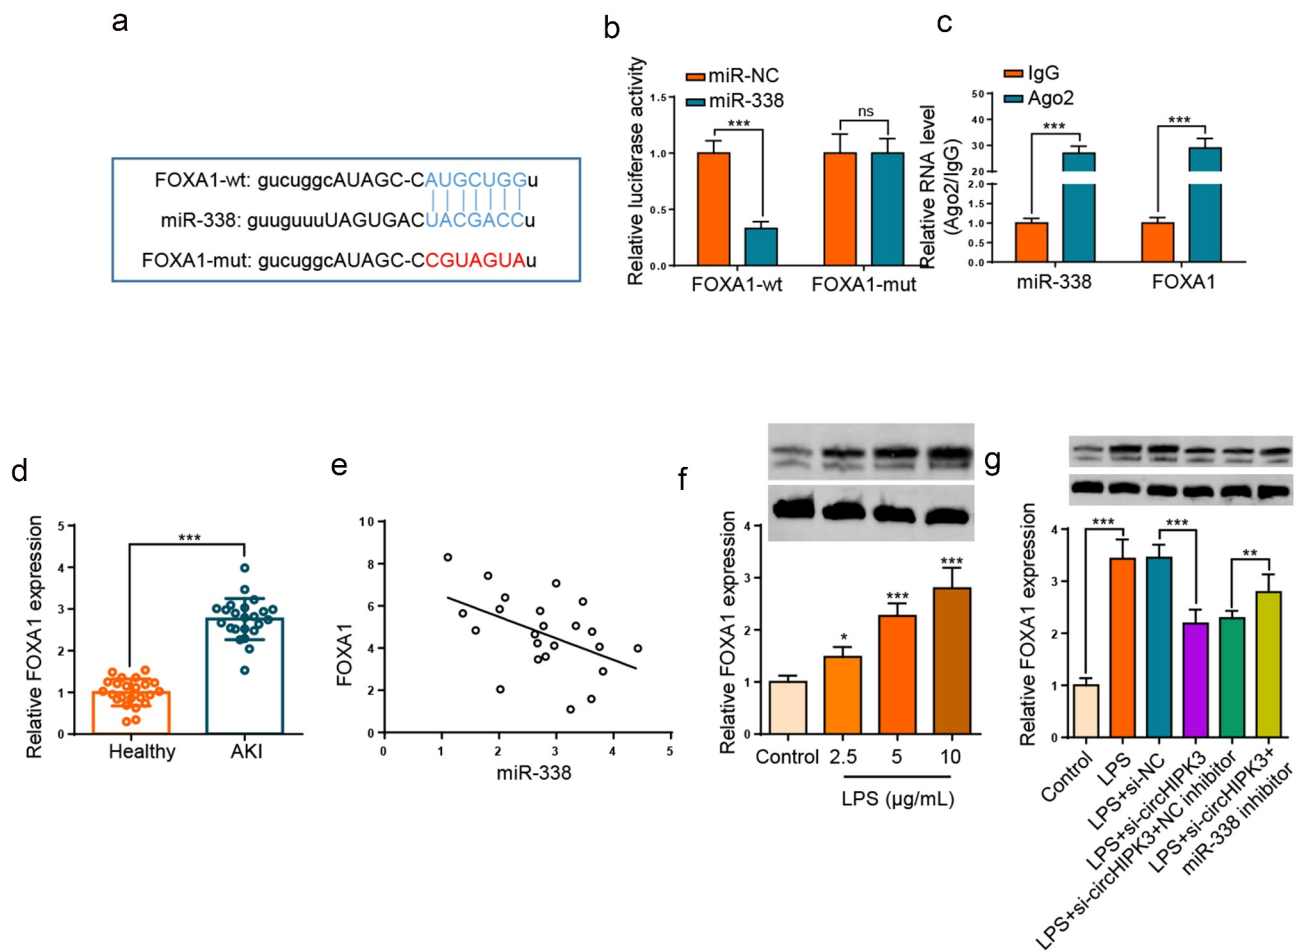 a
FOXA1-wt: gucuggcAUAGC-CAUGCUGGu
miR-338: guuguuuUAGUGACUACGACCu
FOXA1-mut: gucuggcAUAGC-CCGUAGUAu
b
miR-NC
miR-338
Relative luciferase activity
1.5
1.0
0.5
0.0
***
ns
FOXA1-wt
FOXA1-mut
c
IgG
Ago2
Relative RNA level
(Ago2/IgG)
50
40
30
20
2.0
1.5
1.0
0.5
0.0
***
***
miR-338
FOXA1
d
Relative FOXA1 expression
5
4
3
2
1
0
***
Healthy
AKI
e
FOXA1
10
8
6
4
2
0
0
1
2
3
4
5
miR-338
f
Relative FOXA1 expression
4
3
2
1
0
*
***
***
Control
2.5
5
10
LPS (μg/mL)
g
Relative FOXA1 expression
4
3
2
1
0
***
***
**
Control
LPS
LPS+si-NC
LPS+si-circHIPK3
LPS+si-circHIPK3+NC inhibitor
LPS+si-circHIPK3+
miR-338 inhibitor